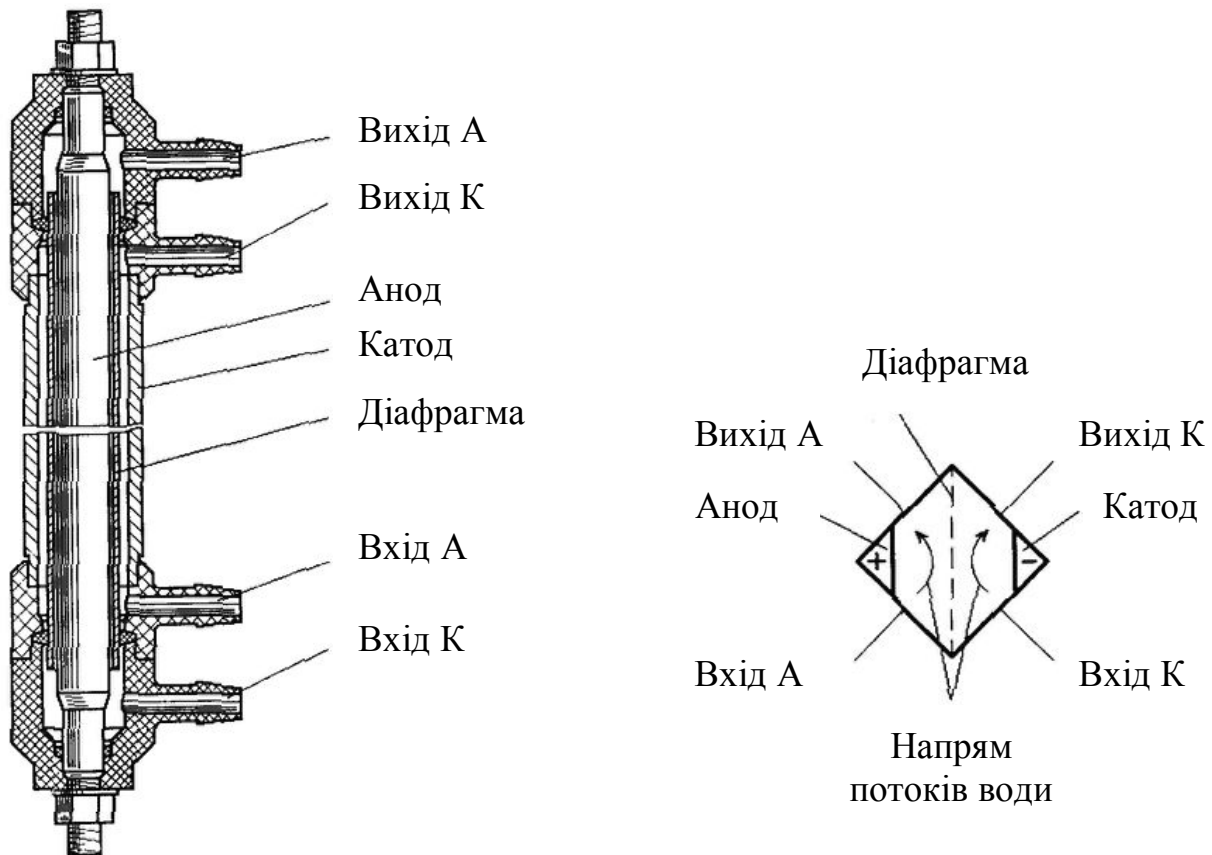 Вихід А
Вихід К
Анод
Катод
Діафрагма
Вхід А
Вхід К
Діафрагма
Вихід А
Вихід К
Анод
Катод
+
-
Вхід А
Вхід К
Напрям
потоків води